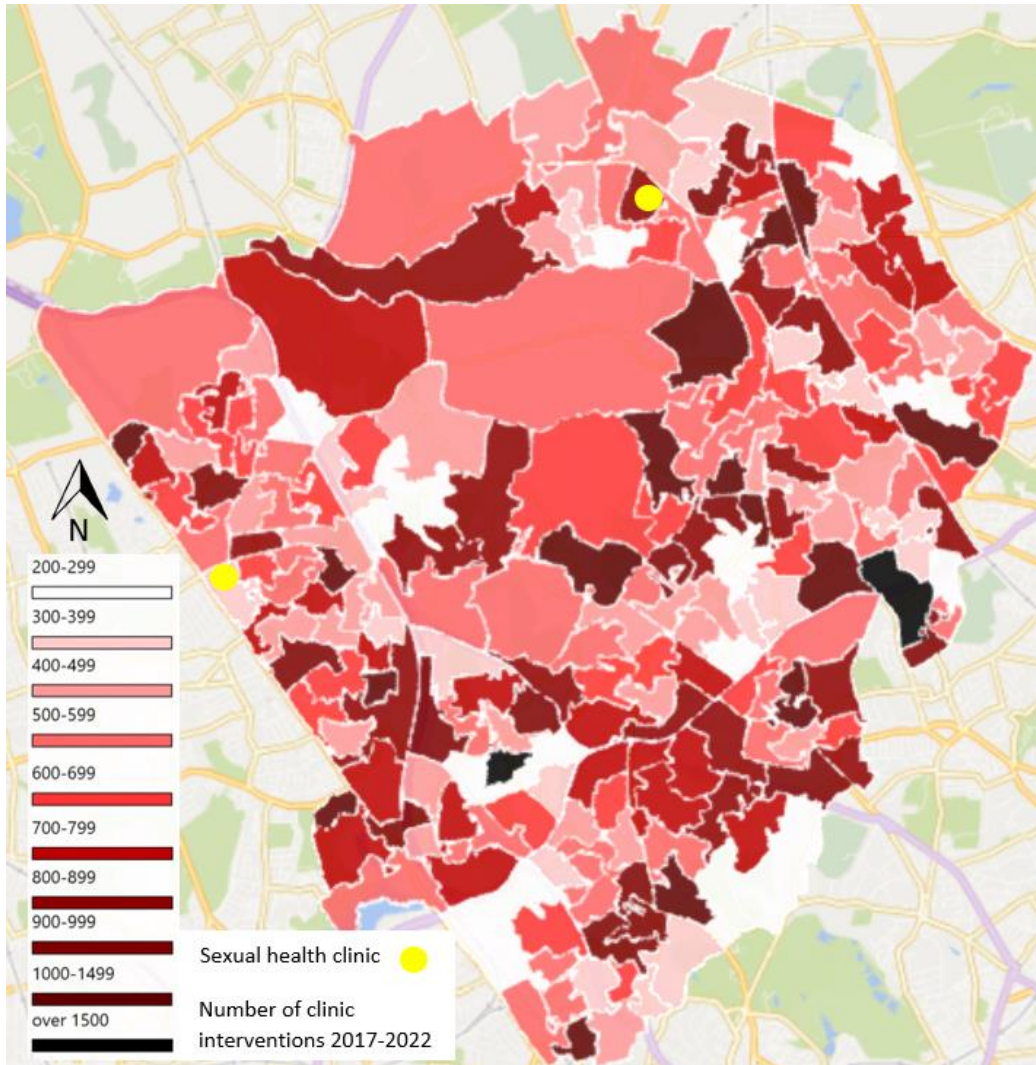 N
200-299
300-399
400-499
500-599
600-699
700-799
800-899
900-999
1000-1499
over 1500
Sexual health clinic
Number of clinic
interventions 2017-2022